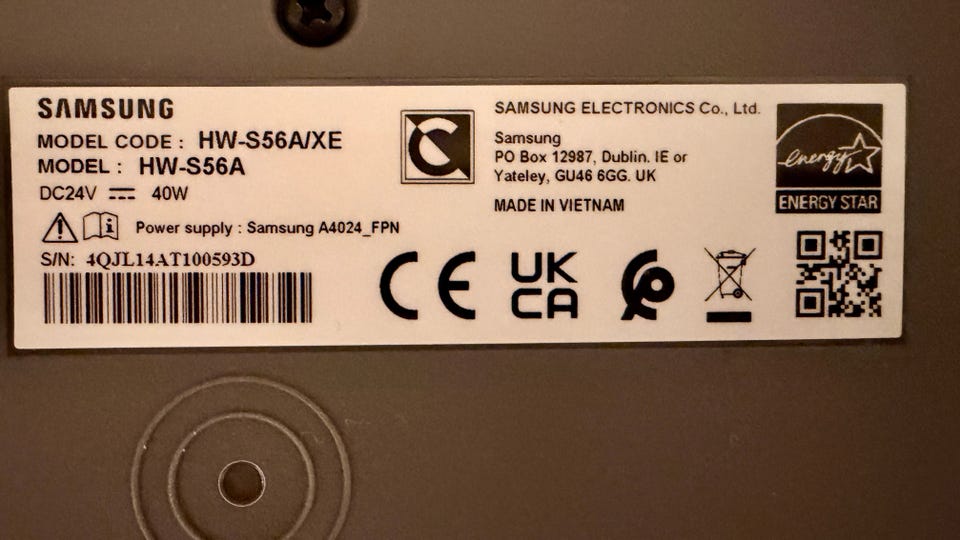 SAMSUNG
MODEL CODE : HW-S56A/XE
MODEL : HW-S56A
DC24V 40W
Power supply : Samsung A4024_FPN
S/N: 4QJL14AT100593D
SAMSUNG ELECTRONICS Co., Ltd.
Samsung
PO Box 12987, Dublin. IE or
Yateley, GU46 6GG. UK
MADE IN VIETNAM
energy
ENERGY STAR
CE
UK
CA